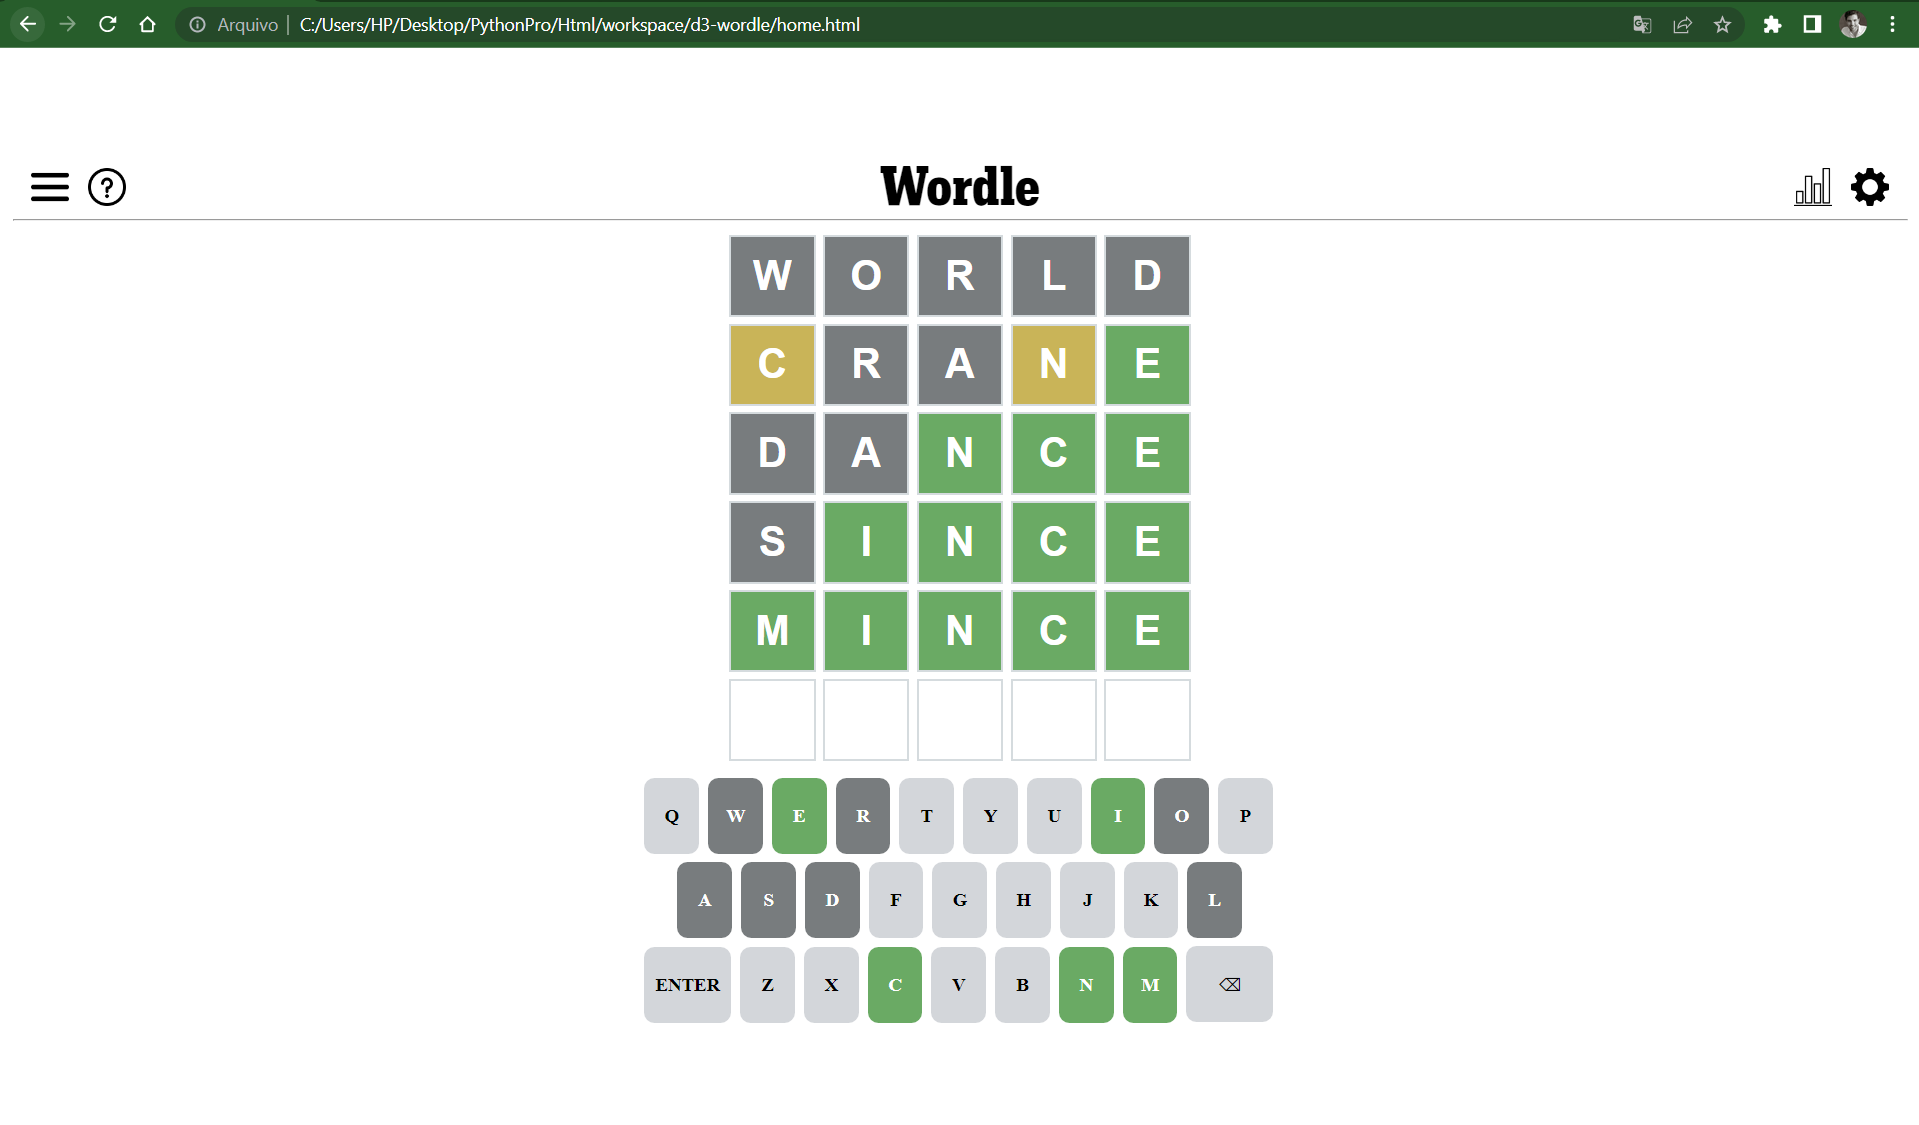 Arquivo | C:/Users/HP/Desktop/PythonPro/Html/workspace/d3-wordle/home.html
? Wordle
W O R L D
C R A N E
D A N C E
S I N C E
M I N C E
Q W E R T Y U I O P
A S D F G H J K L
ENTER Z X C V B N M ⌫